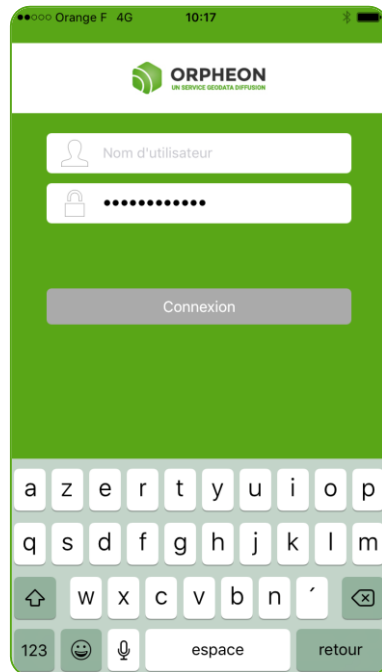 Orange F 4G 10:17
ORPHEON
UN SERVICE GEODATA DIFFUSION
Nom d'utilisateur
••••••••••••
Connexion
a z e r t y u i o p
q s d f g h j k l m
w x c v b n ´
123 espace retour